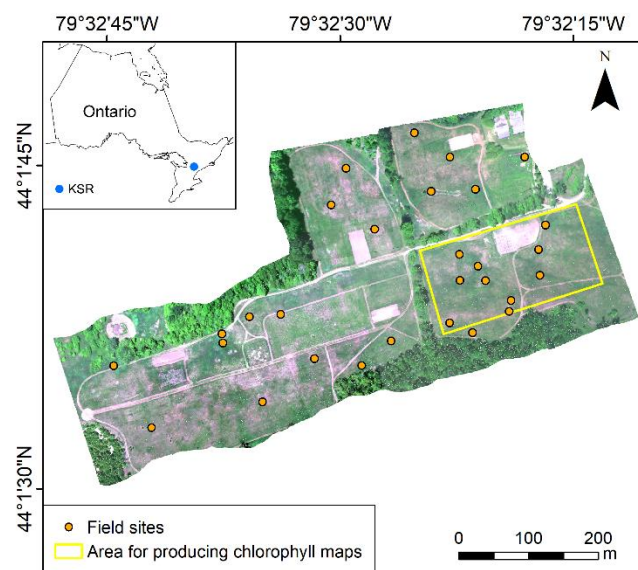 79°32'45"W 79°32'30"W 79°32'15"W
N
Ontario
KSR
44°1'45"N
44°1'30"N
Field sites
Area for producing chlorophyll maps
0 50 100 200
m